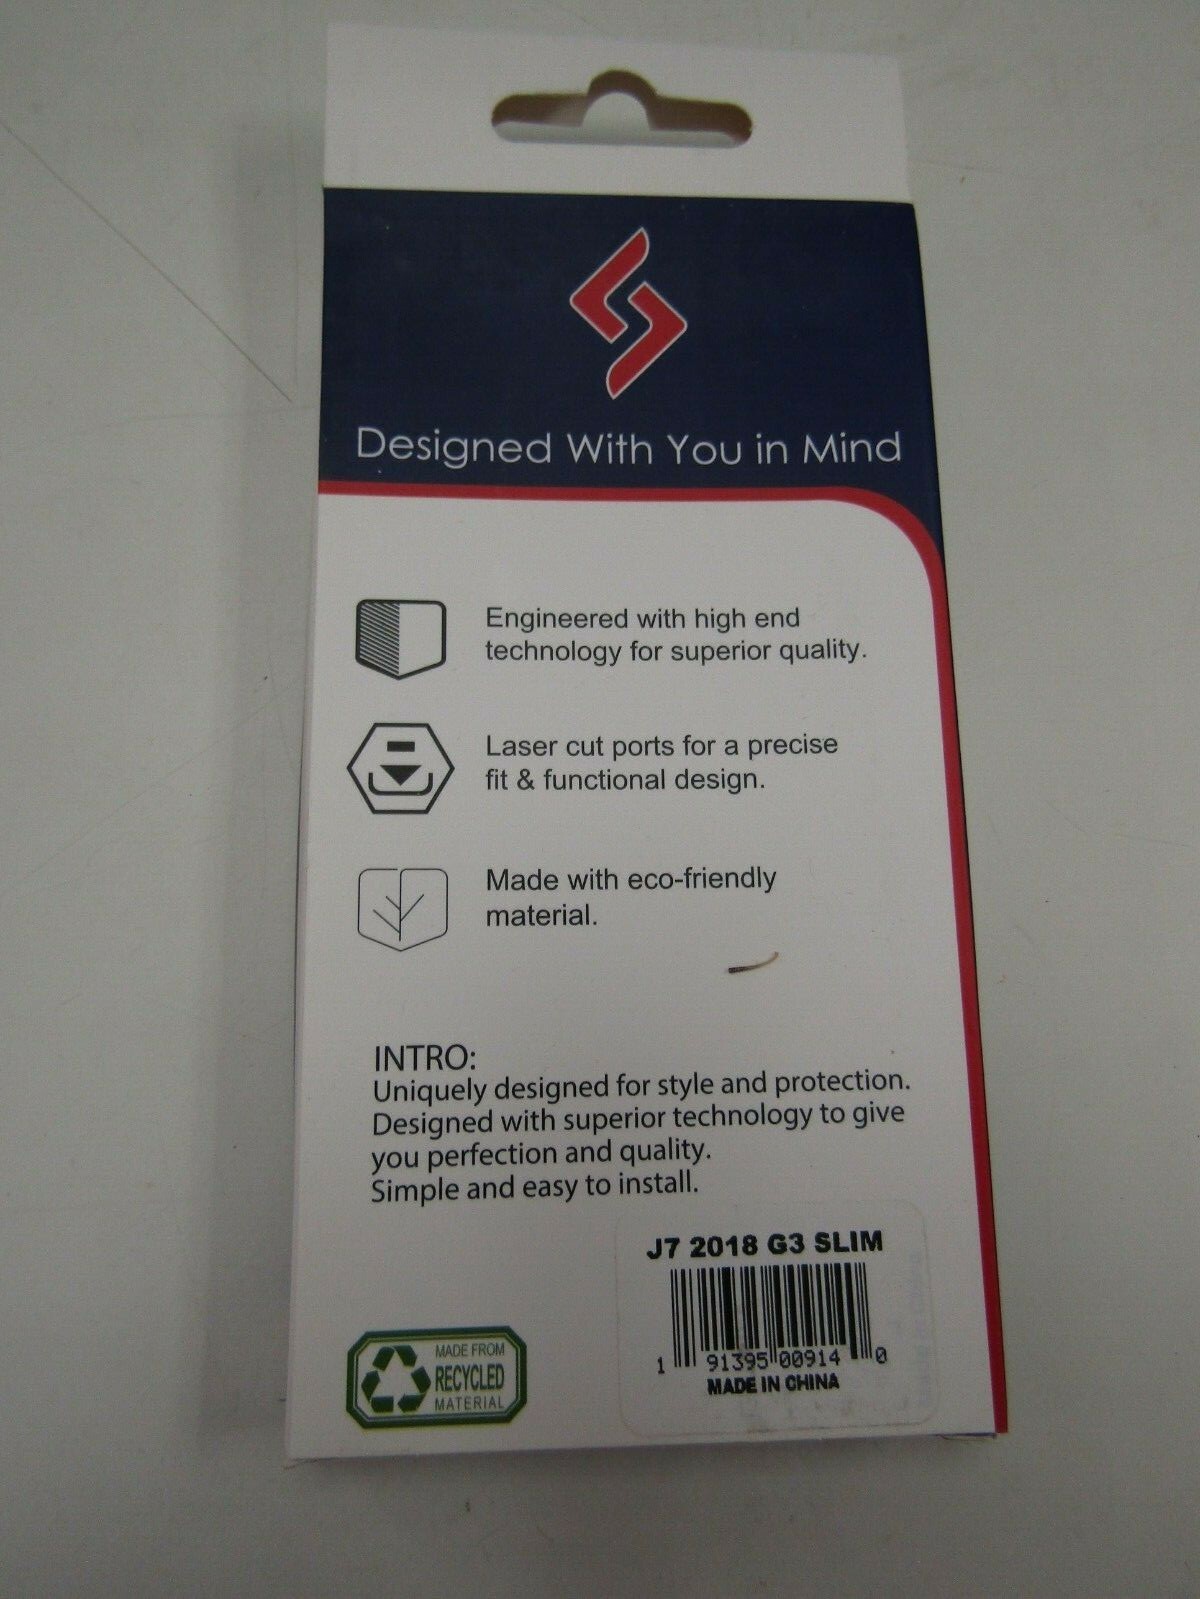 Designed With You in Mind
Engineered with high end
technology for superior quality.
Laser cut ports for a precise
fit & functional design.
Made with eco-friendly
material.
INTRO:
Uniquely designed for style and protection.
Designed with superior technology to give
you perfection and quality.
Simple and easy to install.
J7 2018 G3 SLIM
1 91395 00914 0
MADE IN CHINA
MADE FROM
RECYCLED
MATERIAL